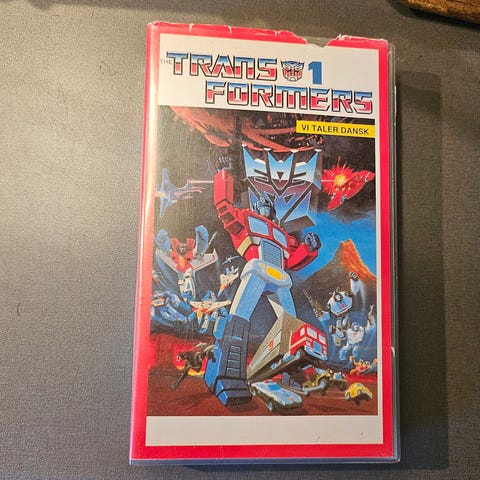 THE TRANS 1
FORMERS
VI TALER DANSK